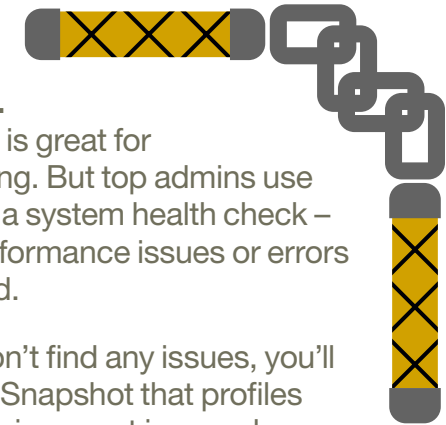 .
is great for
ng. But top admins use
a system health check –
formance issues or errors
d.
on't find any issues, you'll
Snapshot that profiles